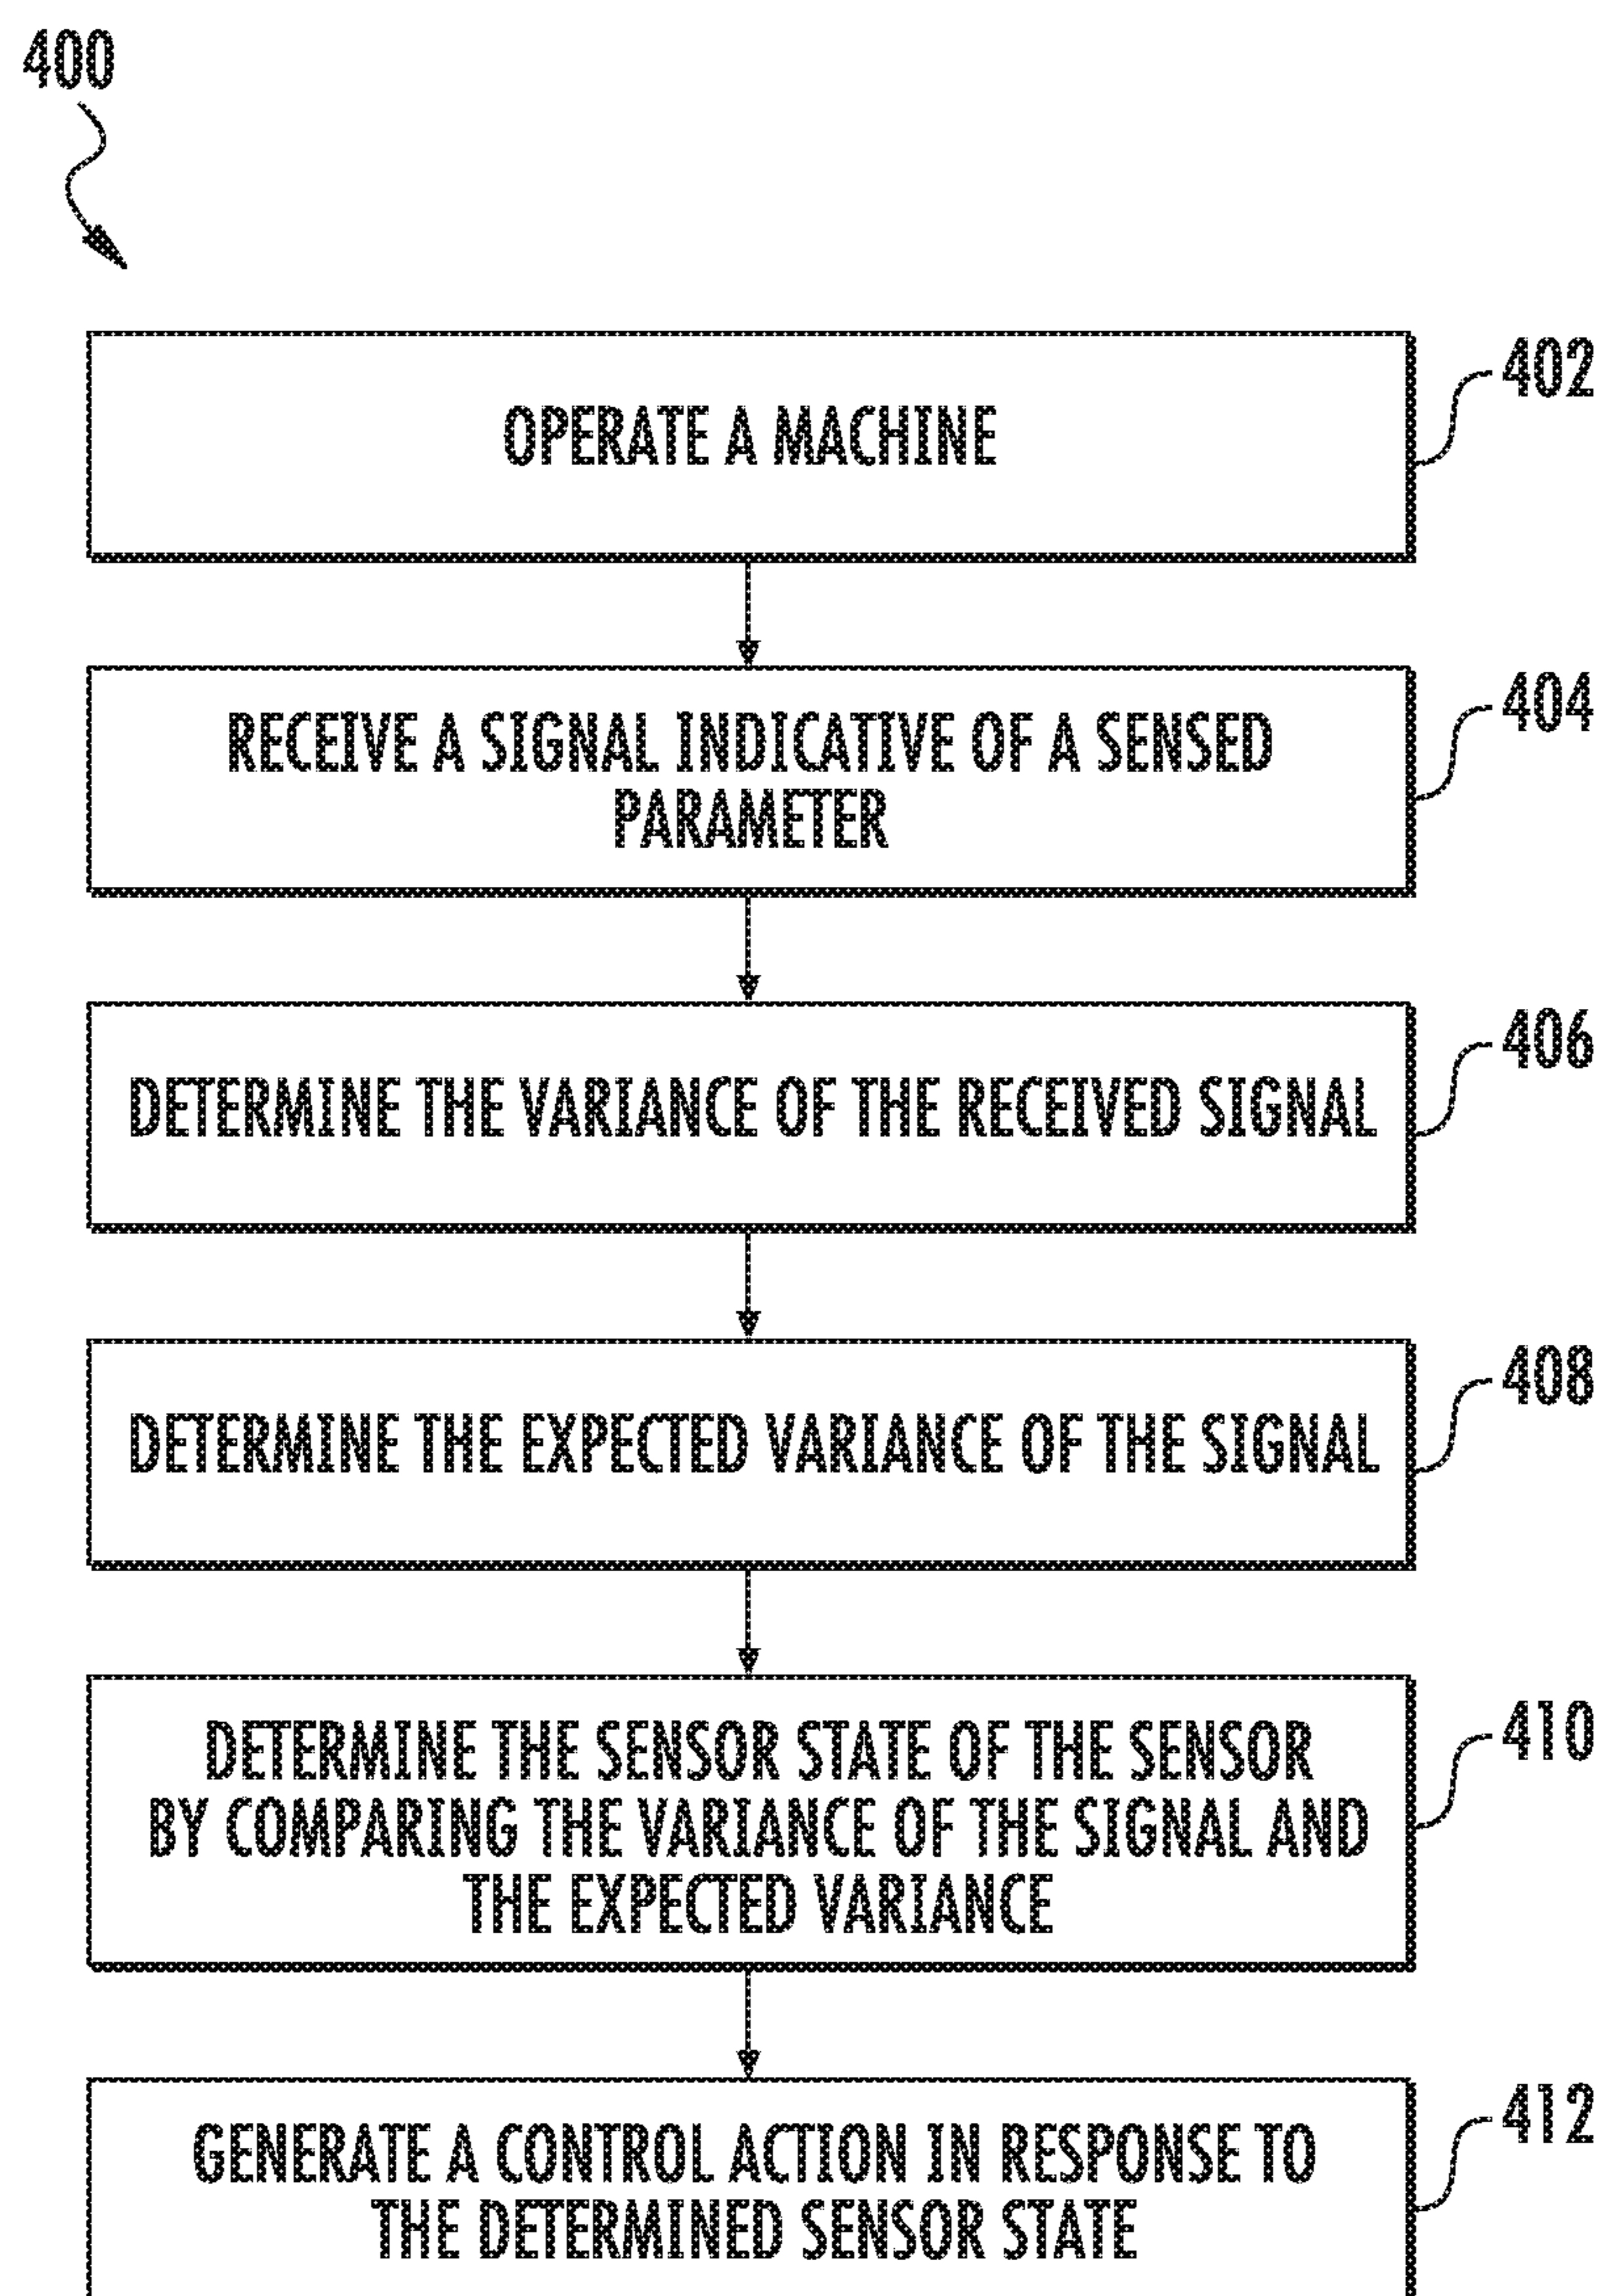 400
OPERATE A MACHINE
402
RECEIVE A SIGNAL INDICATIVE OF A SENSED
PARAMETER
404
DETERMINE THE VARIANCE OF THE RECEIVED SIGNAL
406
DETERMINE THE EXPECTED VARIANCE OF THE SIGNAL
408
DETERMINE THE SENSOR STATE OF THE SENSOR
BY COMPARING THE VARIANCE OF THE SIGNAL AND
THE EXPECTED VARIANCE
410
GENERATE A CONTROL ACTION IN RESPONSE TO
THE DETERMINED SENSOR STATE
412